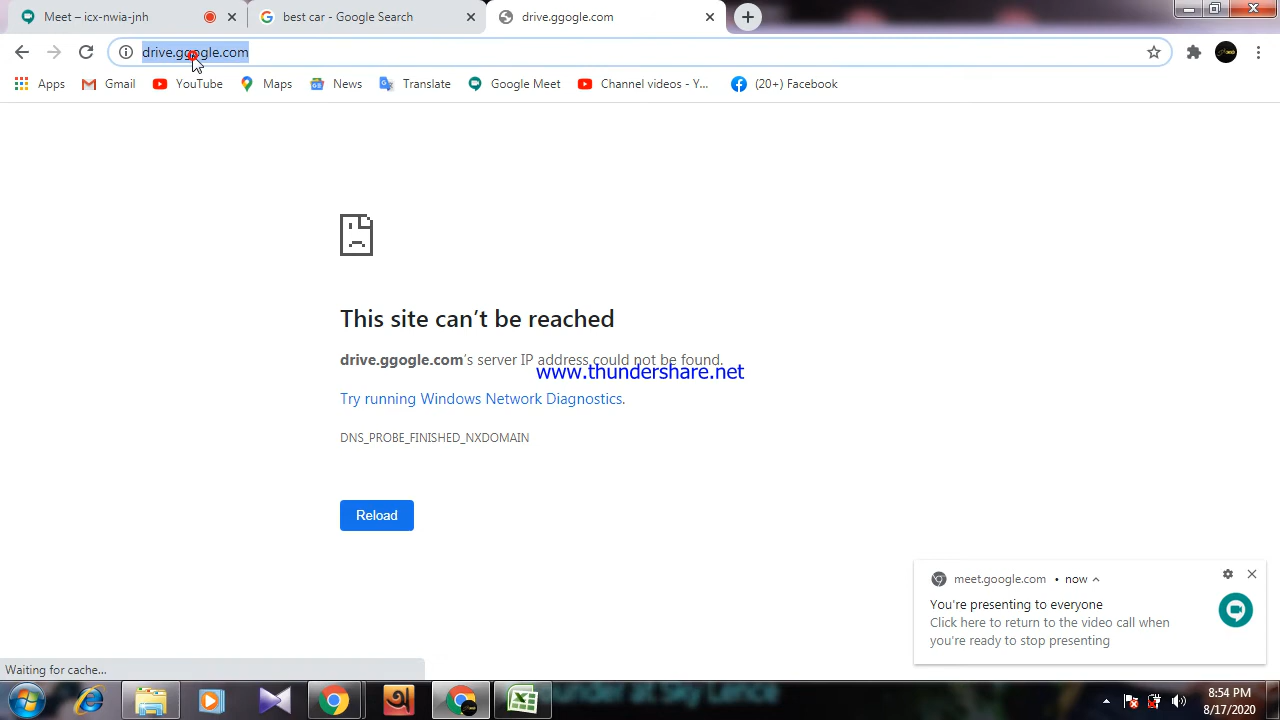 Meet – icx-nwia-jnh
best car - Google Search
drive.ggogle.com
drive.ggogle.com
Apps
Gmail
YouTube
Maps
News
Translate
Google Meet
Channel videos - Y...
(20+) Facebook
This site can't be reached
drive.ggogle.com's server IP address could not be found.
www.thundershare.net
Try running Windows Network Diagnostics.
DNS_PROBE_FINISHED_NXDOMAIN
Reload
meet.google.com • now
You're presenting to everyone
Click here to return to the video call when
you're ready to stop presenting
Waiting for cache...
8:54 PM
8/17/2020